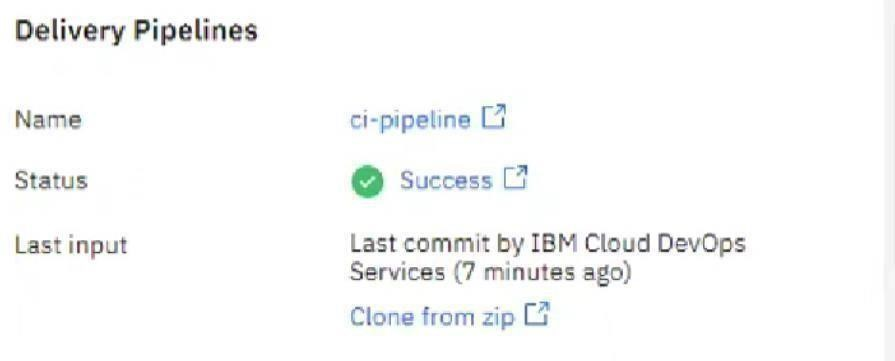 Delivery Pipelines
Name ci-pipeline
Status Success
Last input Last commit by IBM Cloud DevOps
Services (7 minutes ago)
Clone from zip